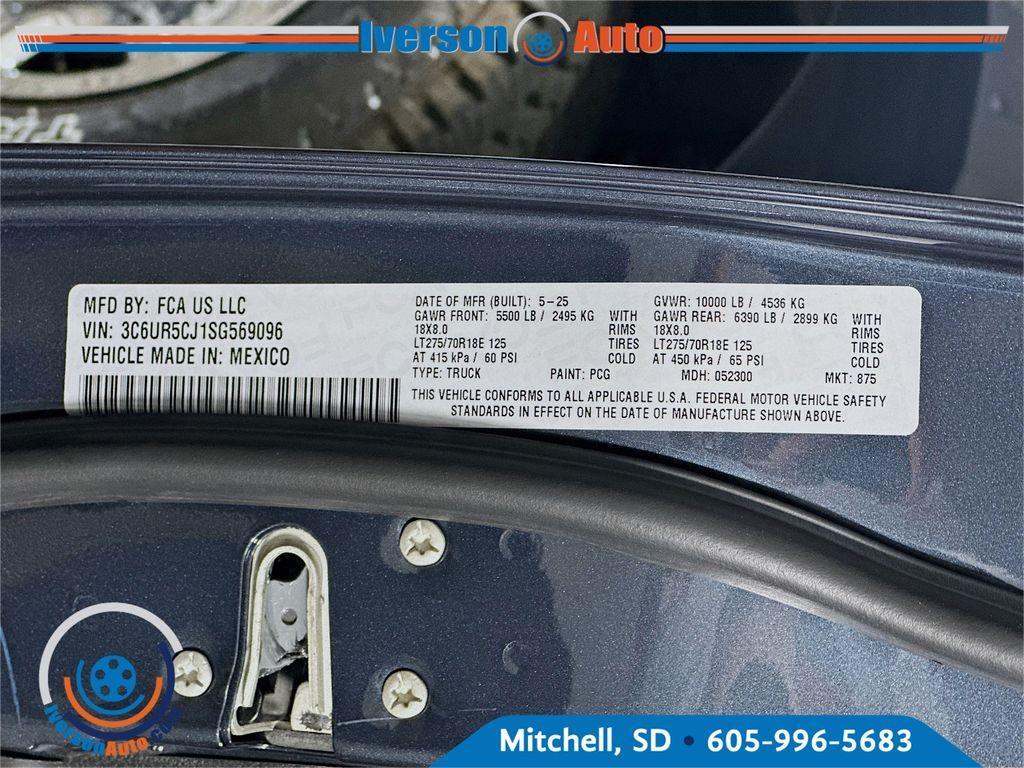 Iverson Auto
MFD BY: FCA US LLC
VIN: 3C6UR5CJ1SG569096
VEHICLE MADE IN: MEXICO
DATE OF MFR (BUILT): 5-25
GAWR FRONT: 5500 LB / 2495 KG WITH
18X8.0 RIMS
LT275/70R18E 125 TIRES
AT 415 kPa / 60 PSI COLD
GVWR: 10000 LB / 4536 KG
GAWR REAR: 6390 LB / 2899 KG WITH
18X8.0 RIMS
LT275/70R18E 125 TIRES
AT 450 kPa / 65 PSI COLD
TYPE: TRUCK PAINT: PCG MDH: 052300 MKT: 875
THIS VEHICLE CONFORMS TO ALL APPLICABLE U.S.A. FEDERAL MOTOR VEHICLE SAFETY
STANDARDS IN EFFECT ON THE DATE OF MANUFACTURE SHOWN ABOVE.
IversonAuto.com
Mitchell, SD • 605-996-5683